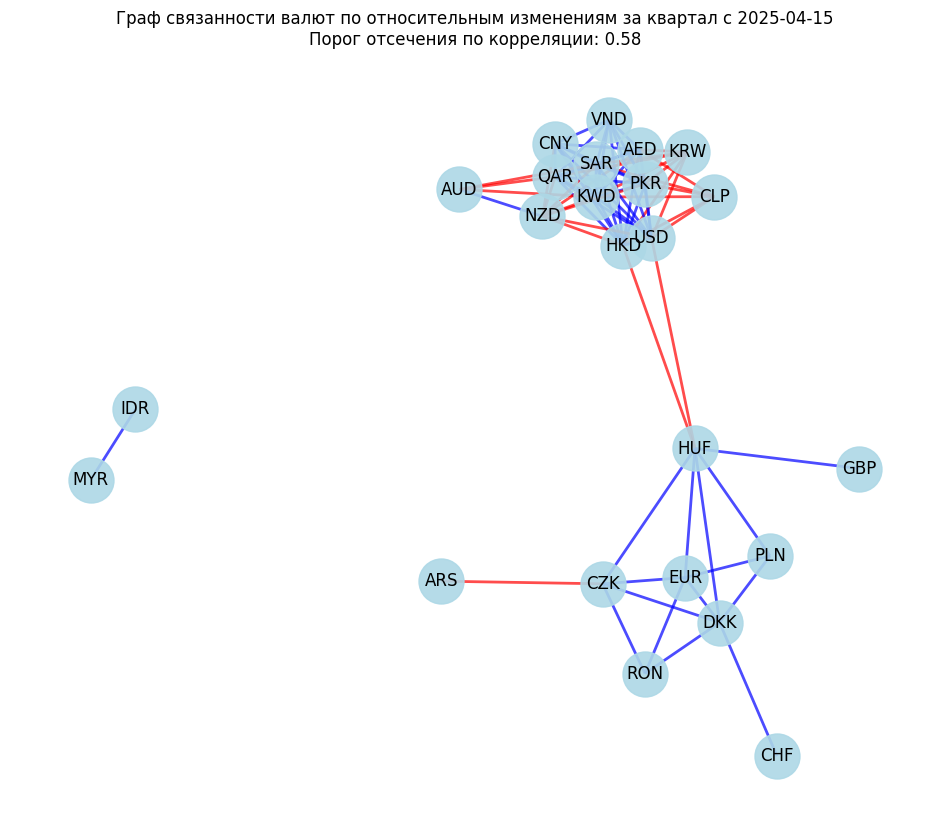 Граф связанности валют по относительным изменениям за квартал с 2025-04-15
Порог отсечения по корреляции: 0.58
VND
CNY
AED
KRW
SAR
QAR
PKR
AUD
KWD
CLP
NZD
USD
HKD
IDR
HUF
GBP
MYR
PLN
ARS
CZK
EUR
DKK
RON
CHF